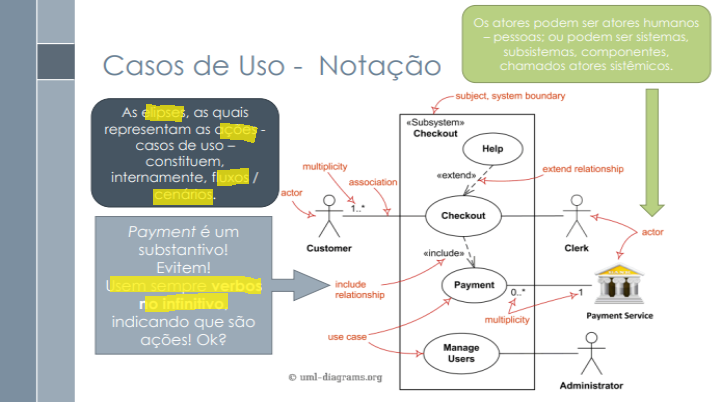 Os atores podem ser atores humanos
– pessoas; ou podem ser sistemas,
subsistemas, componentes,
chamados atores sistêmicos.
Casos de Uso - Notação
As elipses, as quais
representam as ações -
casos de uso –
constituem,
internamente, fluxos /
cenários.
Payment é um
substantivo!
Evitem!
Usem sempre verbos
no infinitivo,
indicando que são
ações! Ok?
subject, system boundary
«Subsystem»
Checkout
Help
multiplicity
«extend»
extend relationship
association
actor
1..*
Checkout
Customer
Clerk
actor
«include»
include
relationship
Payment
0..*
1
multiplicity
Payment Service
use case
Manage
Users
Administrator
© uml-diagrams.org